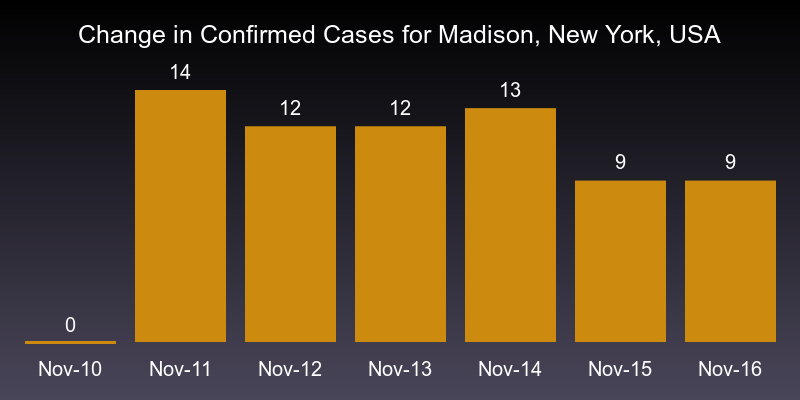 Change in Confirmed Cases for Madison, New York, USA
14
13
12
12
9
9
0
Nov-10
Nov-11
Nov-12
Nov-13
Nov-14
Nov-15
Nov-16